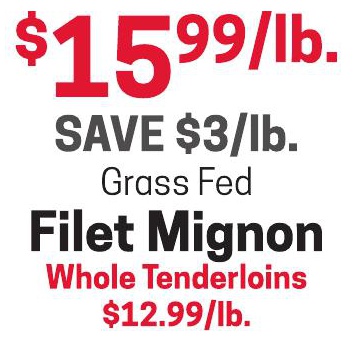 $15.99/lb.
SAVE $3/lb.
Grass Fed
Filet Mignon
Whole Tenderloins
$12.99/lb.